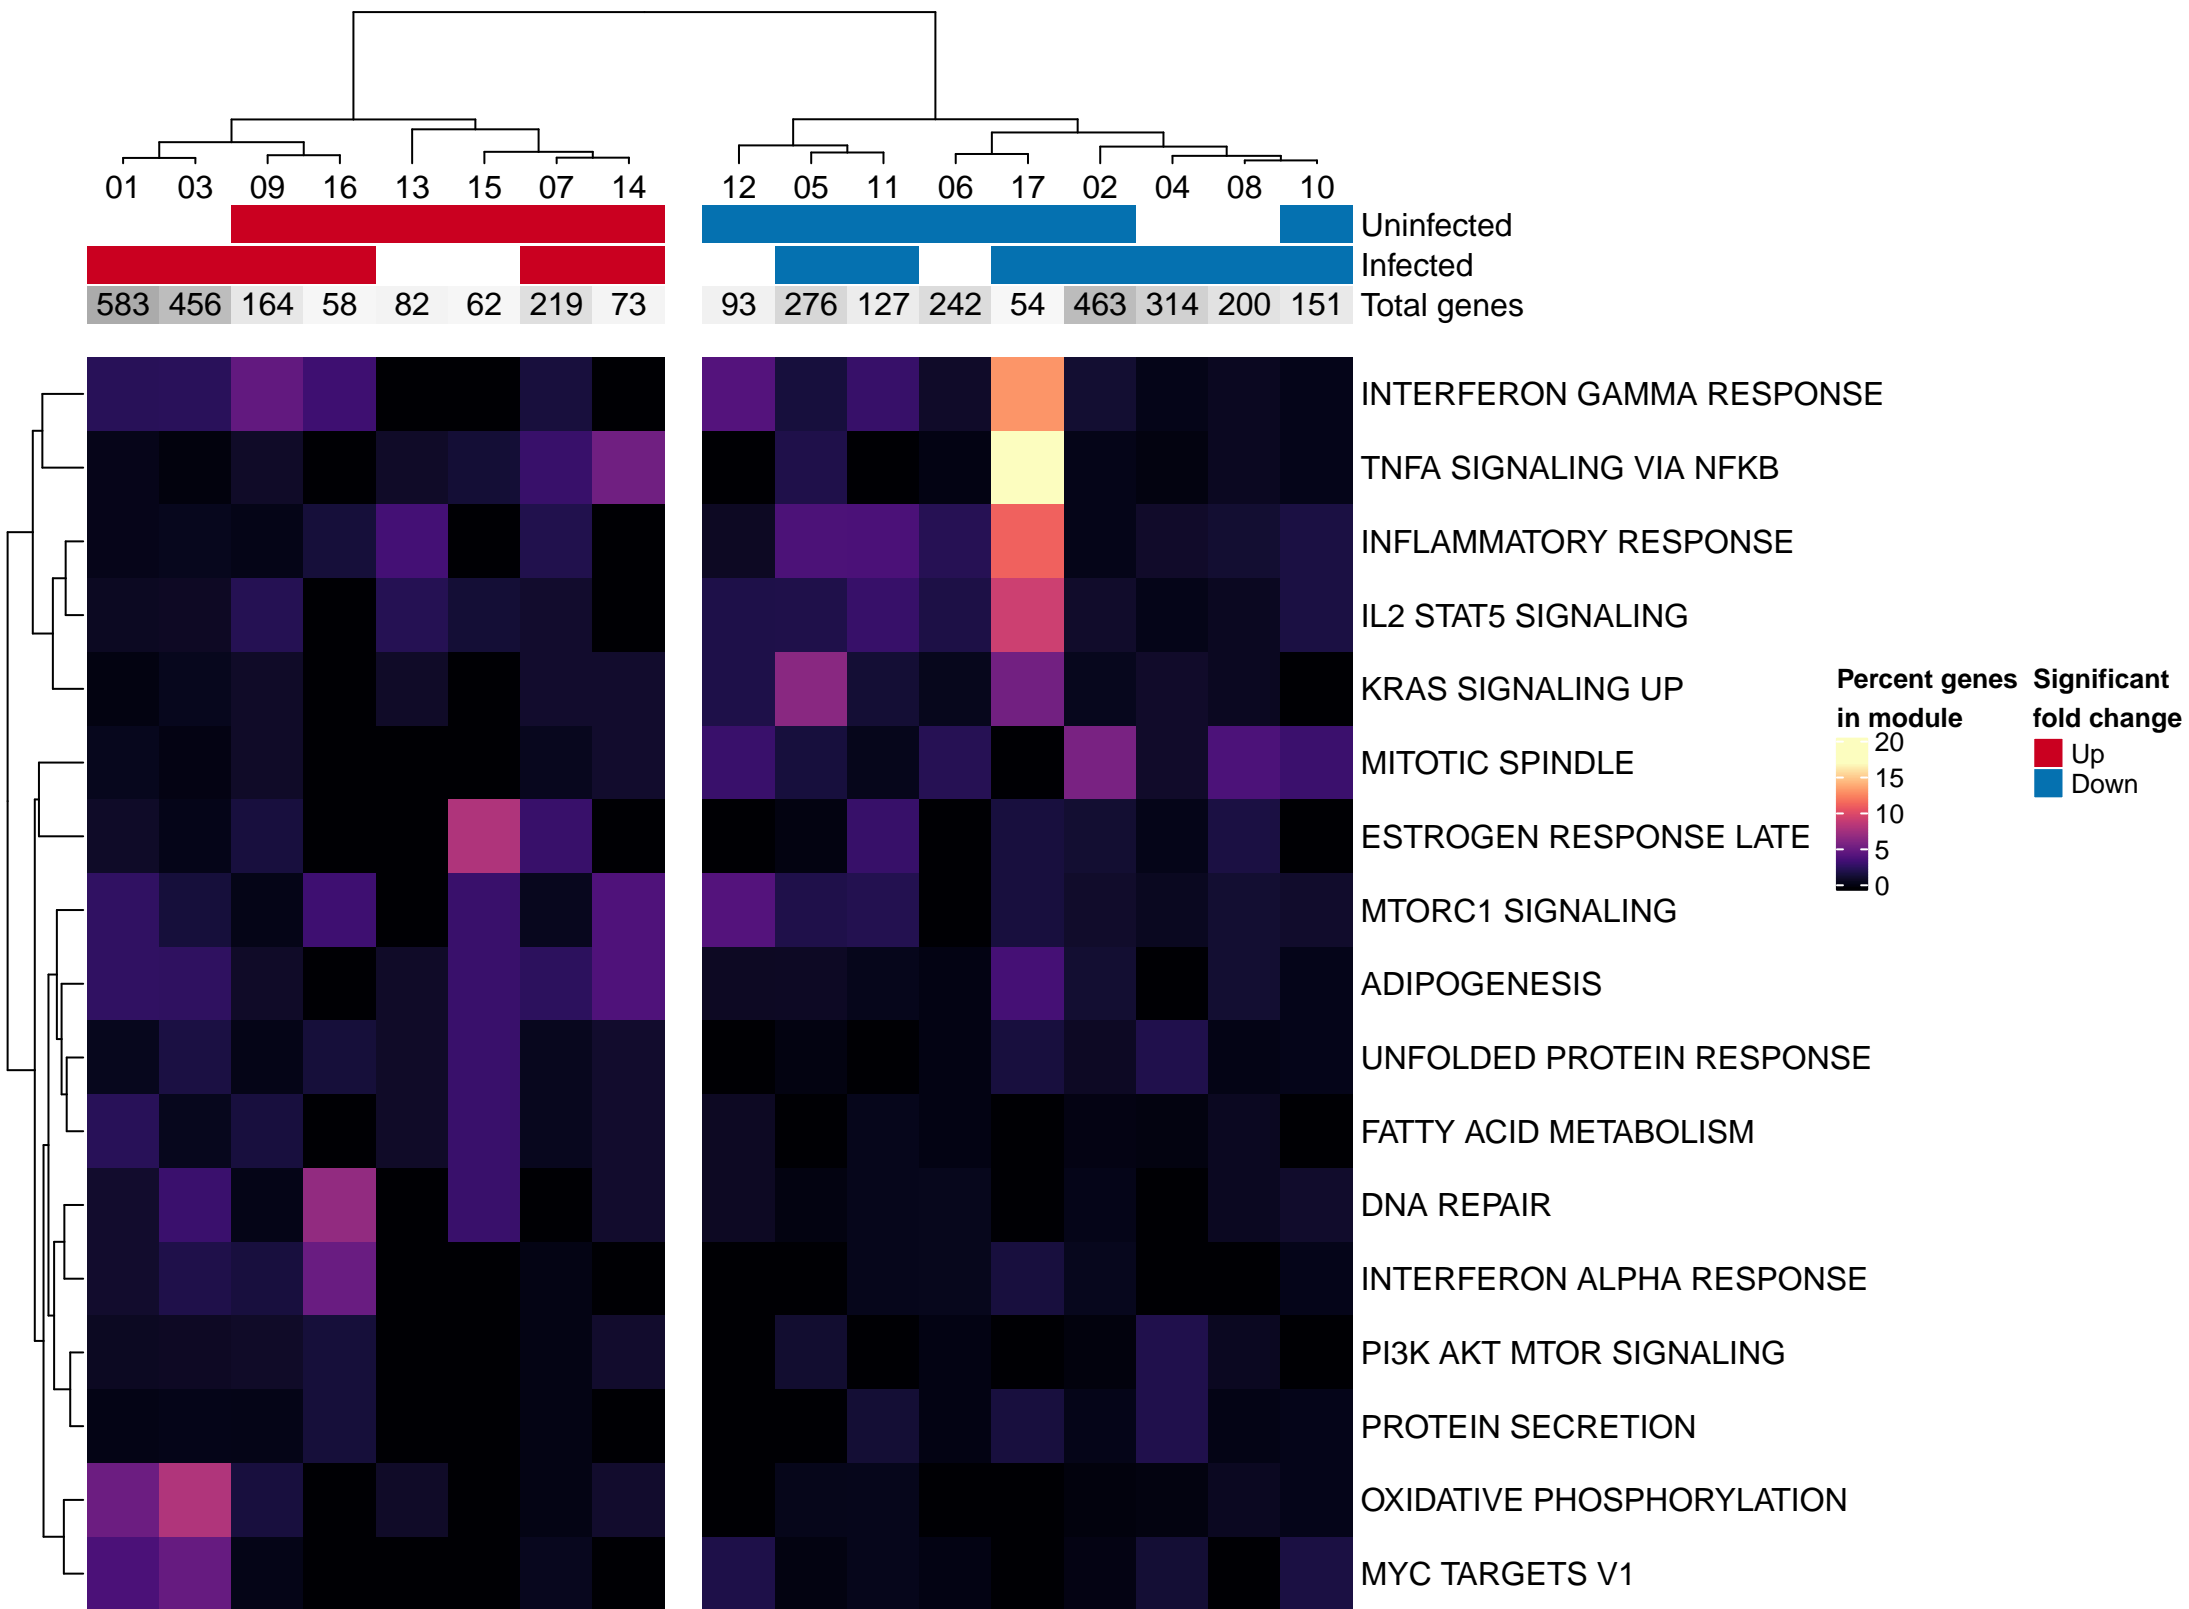 01 03 09 16 13 15 07 14 12 05 11 06 17 02 04 08 10
Uninfected
Infected
583 456 164 58 82 62 219 73 93 276 127 242 54 463 314 200 151 Total genes
INTERFERON GAMMA RESPONSE
TNFA SIGNALING VIA NFKB
INFLAMMATORY RESPONSE
IL2 STAT5 SIGNALING
KRAS SIGNALING UP
MITOTIC SPINDLE
ESTROGEN RESPONSE LATE
MTORC1 SIGNALING
ADIPOGENESIS
UNFOLDED PROTEIN RESPONSE
FATTY ACID METABOLISM
DNA REPAIR
INTERFERON ALPHA RESPONSE
PI3K AKT MTOR SIGNALING
PROTEIN SECRETION
OXIDATIVE PHOSPHORYLATION
MYC TARGETS V1
Percent genes
in module
20
15
10
5
0
Significant
fold change
Up
Down